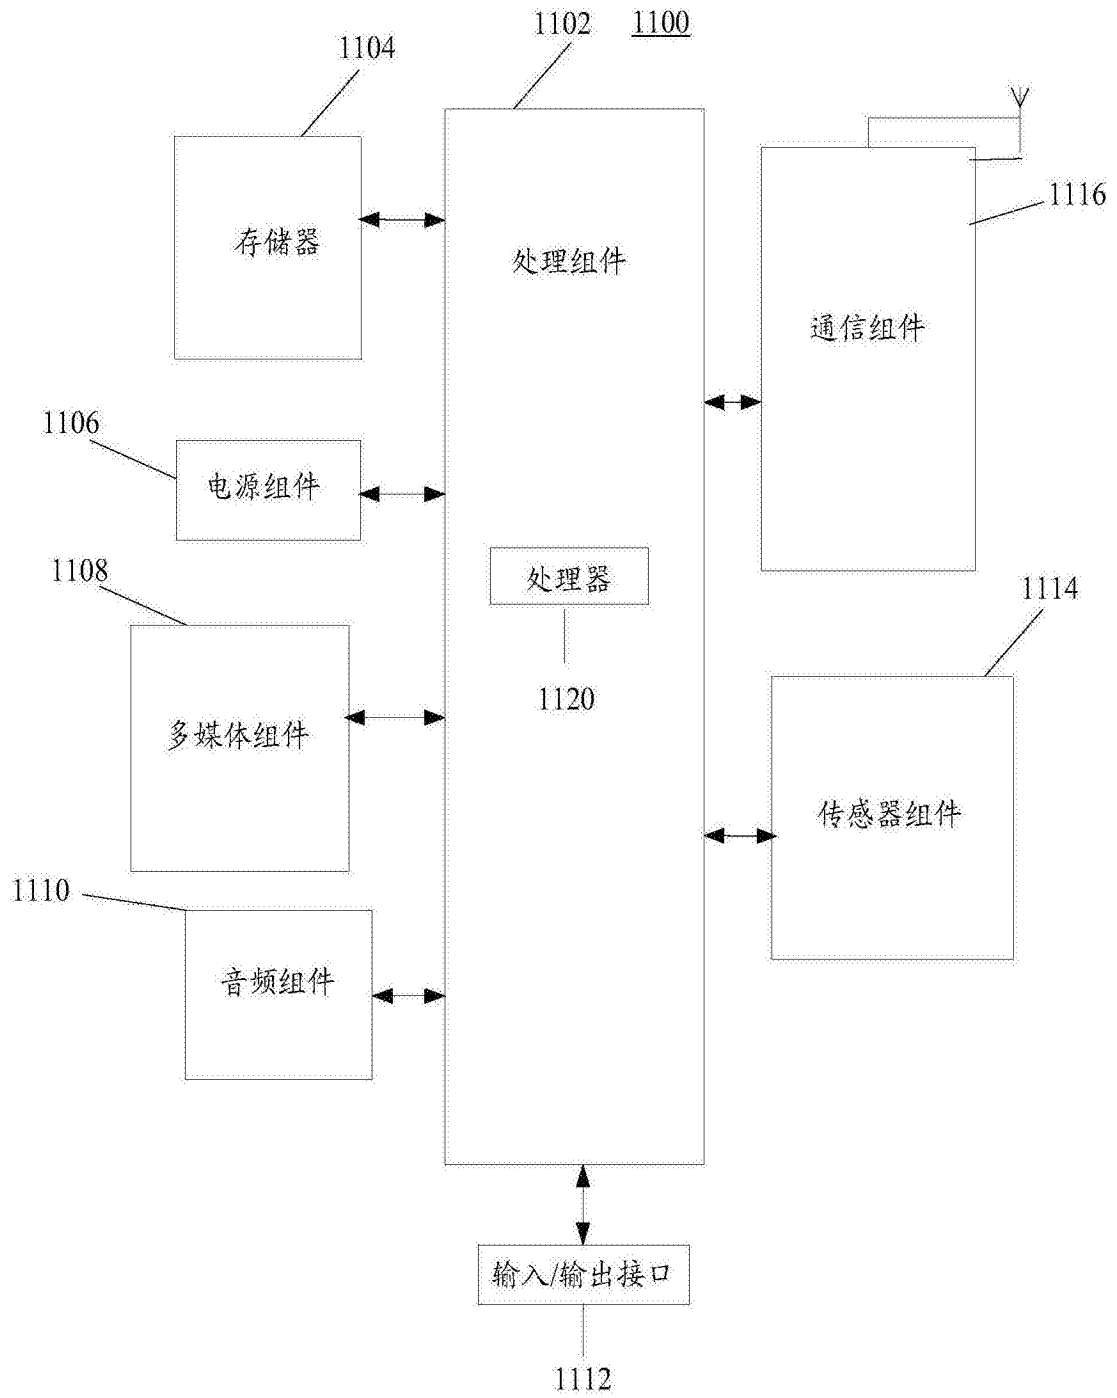 1102
1100
1104
1116
存储器
处理组件
通信组件
1106
电源组件
1108
处理器
1114
1120
多媒体组件
传感器组件
1110
音频组件
输入/输出接口
1112